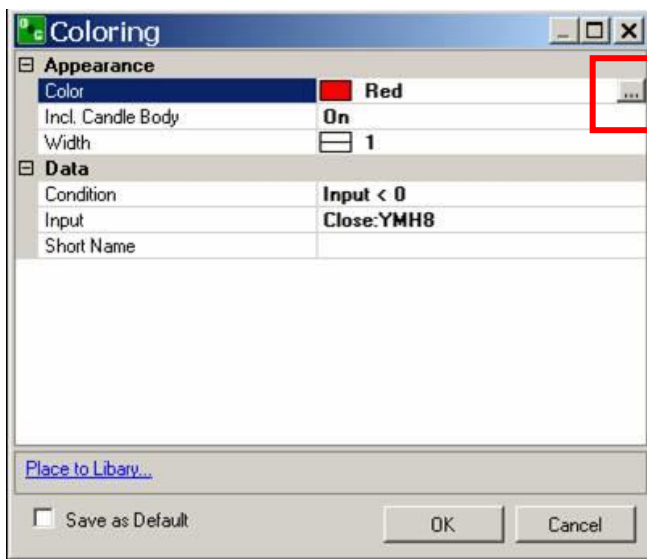 Coloring
Appearance
Color Red ...
Incl. Candle Body On
Width 1
Data
Condition Input < 0
Input Close:YMH8
Short Name
Place to Libary...
Save as Default OK Cancel